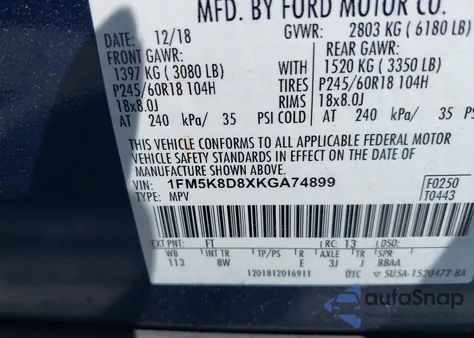 MFD. BY FORD MOTOR CO.
DATE: 12/18 GVWR: 2803 KG ( 6180 LB)
FRONT GAWR: REAR GAWR:
1397 KG ( 3080 LB) WITH 1520 KG ( 3350 LB)
P245/60R18 104H TIRES P245/60R18 104H
18x8.0J RIMS 18x8.0J
AT 240 kPa/ 35 PSI COLD AT 240 kPa/ 35
THIS VEHICLE CONFORMS TO ALL APPLICABLE FEDERAL MOTOR
VEHICLE SAFETY STANDARDS IN EFFECT ON THE DATE OF
MANUFACTURE SHOWN ABOVE.
VIN: 1FM5K8D8XKGA74899 F0250
TYPE: MPV T0443
EXT PNT: FT RC: 13 DSO:
WB INT TR TP/PS R AXLE TR SPR
113 8W E 3J J 8BAA
1201812016911 UTC SU5A-1520472-BA
autoSnap